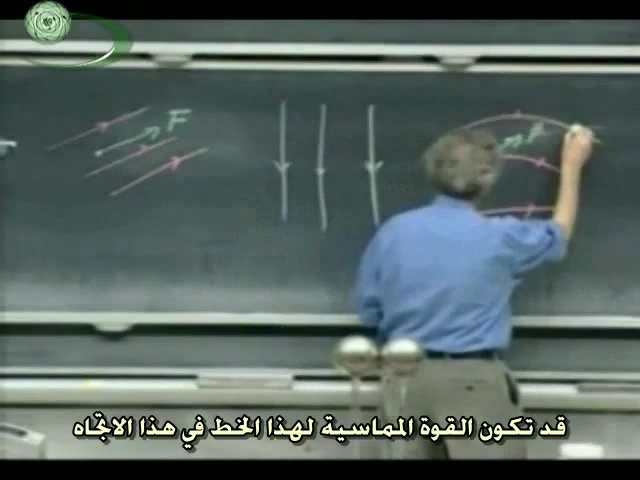 F
قد تكون القوة المماسية لهذا الخط في هذا الاتجاه